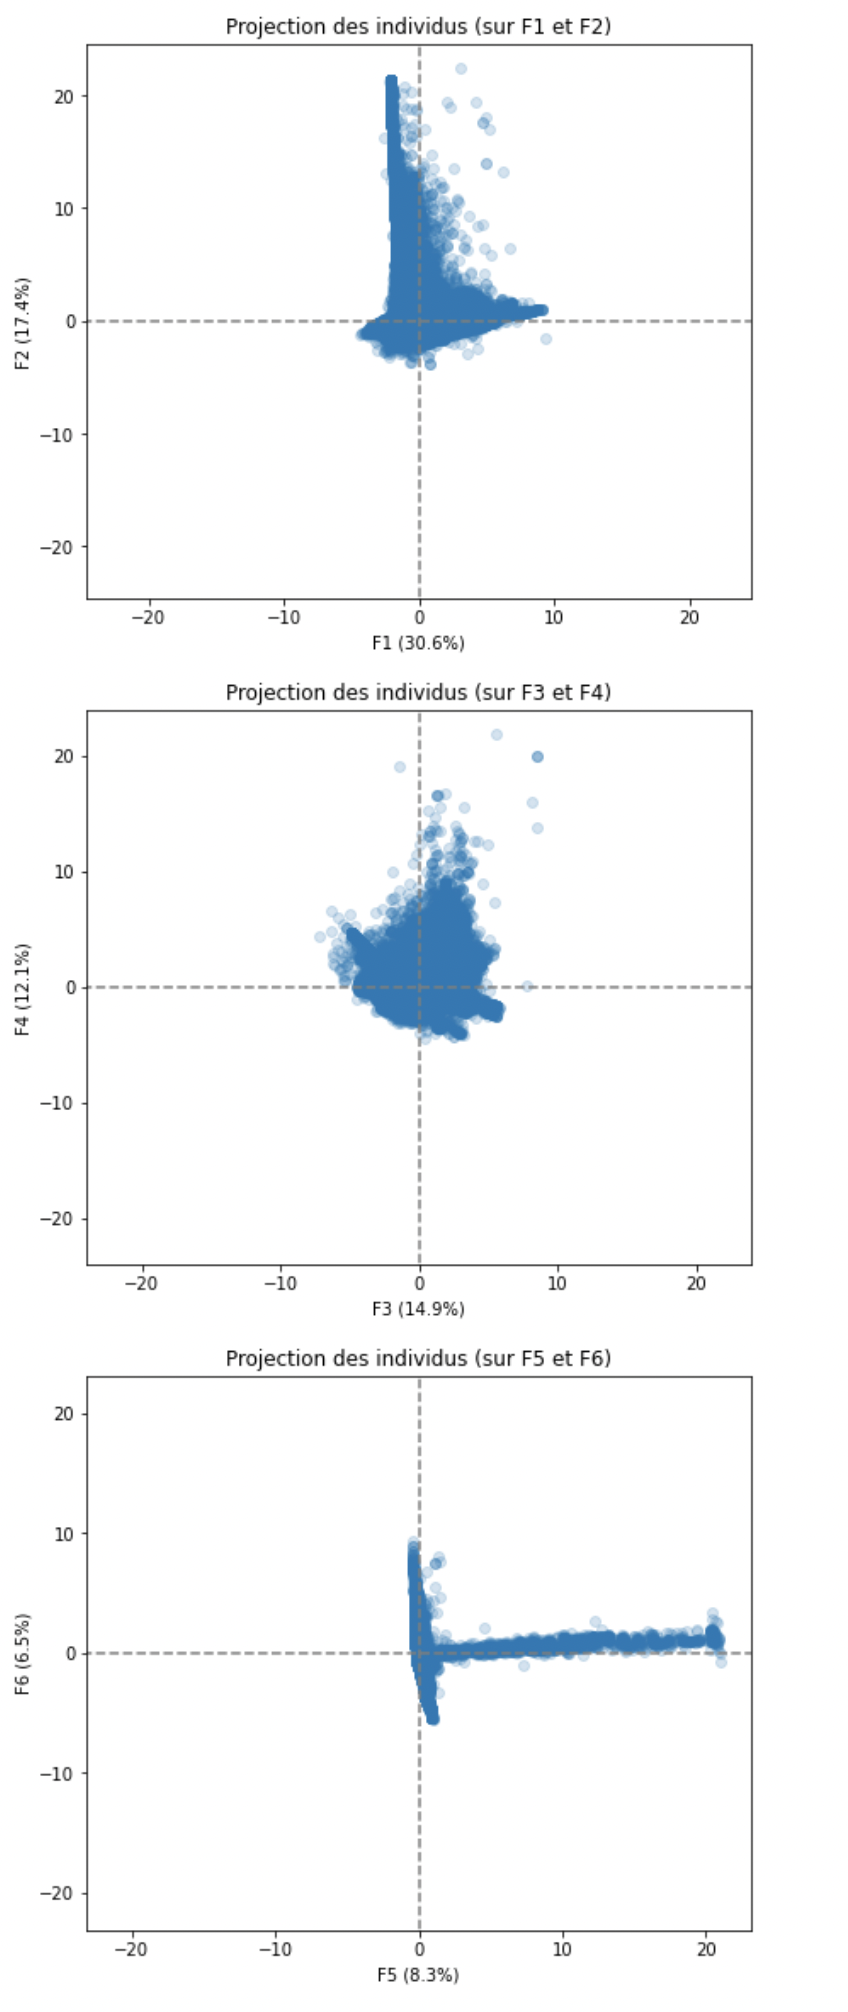 Projection des individus (sur F1 et F2)
20
10
0
−10
−20
F2 (17.4%)
−20 −10 0 10 20
F1 (30.6%)
Projection des individus (sur F3 et F4)
20
10
0
−10
−20
F4 (12.1%)
−20 −10 0 10 20
F3 (14.9%)
Projection des individus (sur F5 et F6)
20
10
0
−10
−20
F6 (6.5%)
−20 −10 0 10 20
F5 (8.3%)